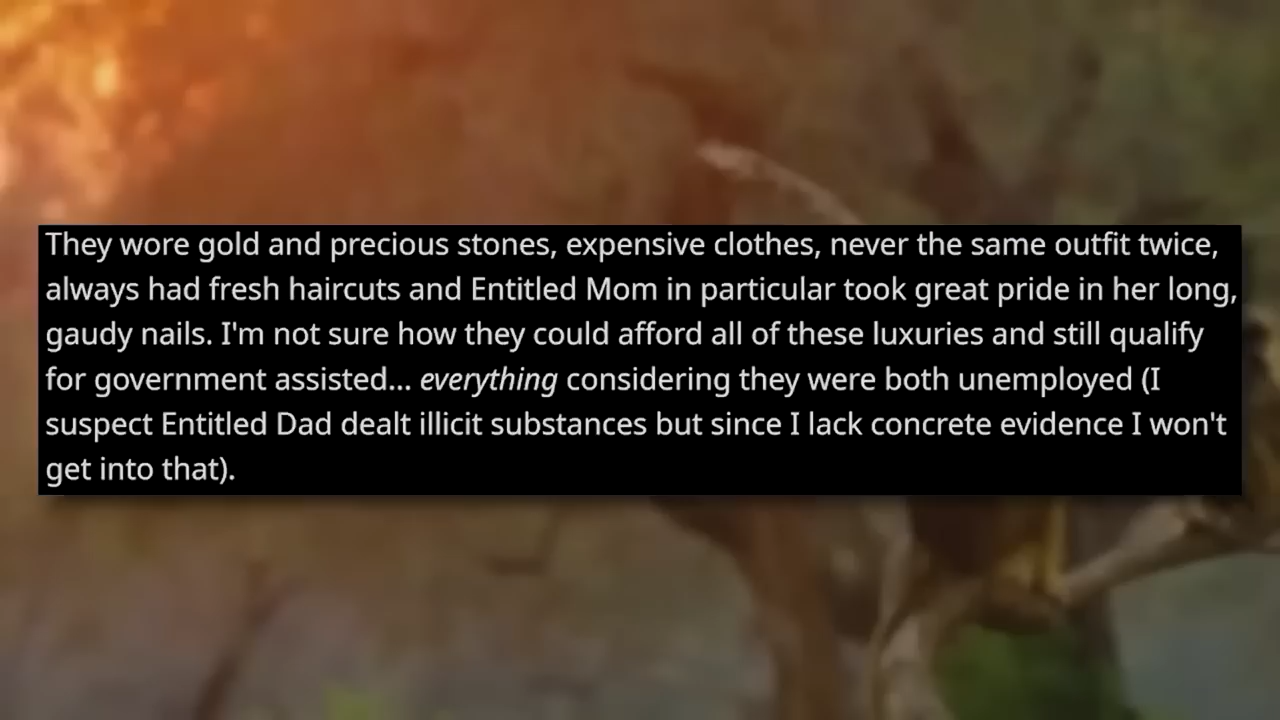 They wore gold and precious stones, expensive clothes, never the same outfit twice,
always had fresh haircuts and Entitled Mom in particular took great pride in her long,
gaudy nails. I'm not sure how they could afford all of these luxuries and still qualify
for government assisted... everything considering they were both unemployed (I
suspect Entitled Dad dealt illicit substances but since I lack concrete evidence I won't
get into that).